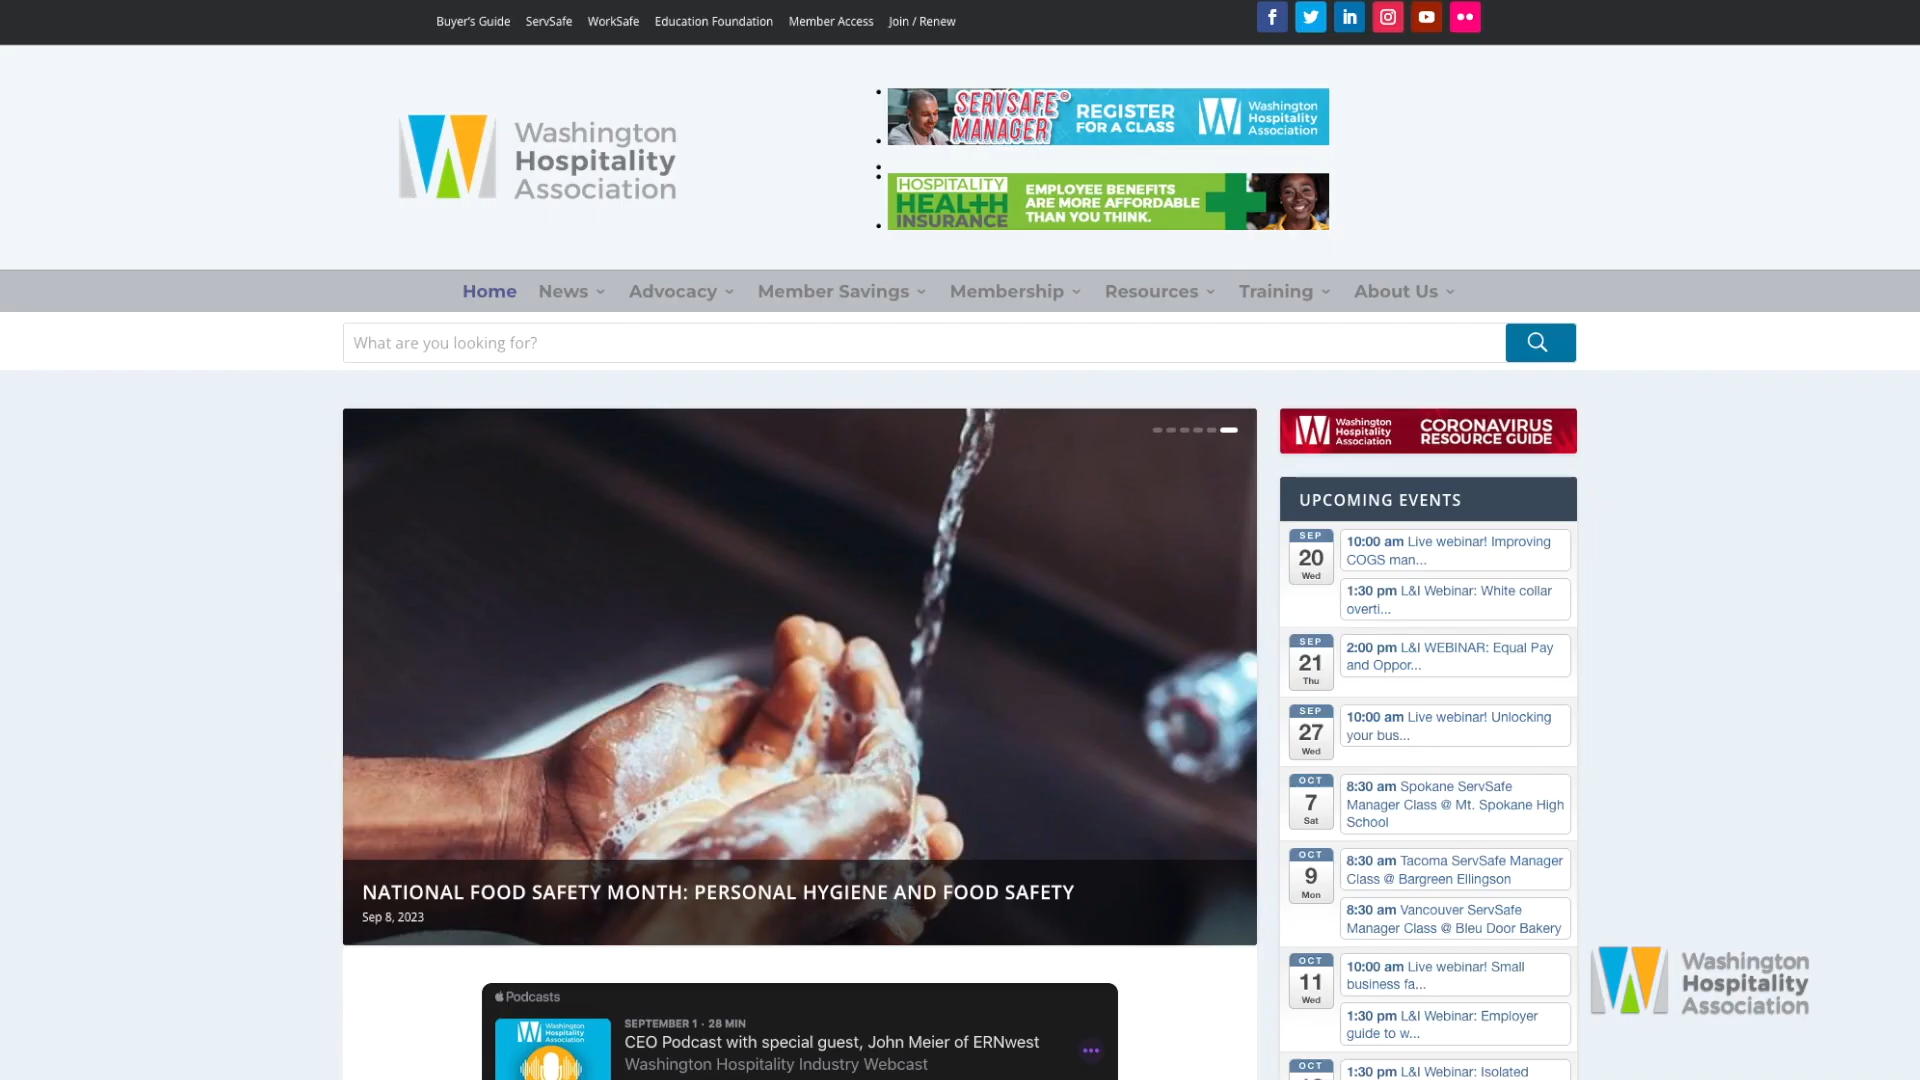 Buyer's Guide ServSafe WorkSafe Education Foundation Member Access Join / Renew
Washington
Hospitality
Association
SERVSAFE®
MANAGER
REGISTER
FOR A CLASS
Washington
Hospitality
Association
HOSPITALITY
HEALTH
INSURANCE
EMPLOYEE BENEFITS
ARE MORE AFFORDABLE
THAN YOU THINK.
Home News Advocacy Member Savings Membership Resources Training About Us
What are you looking for?
NATIONAL FOOD SAFETY MONTH: PERSONAL HYGIENE AND FOOD SAFETY
Sep 8, 2023
Podcasts
Washington
Hospitality
Association
SEPTEMBER 1 · 28 MIN
CEO Podcast with special guest, John Meier of ERNwest
Washington Hospitality Industry Webcast
Washington
Hospitality
Association
CORONAVIRUS
RESOURCE GUIDE
UPCOMING EVENTS
SEP
20
Wed
10:00 am Live webinar! Improving
COGS man...
1:30 pm L&I Webinar: White collar
overti...
SEP
21
Thu
2:00 pm L&I WEBINAR: Equal Pay
and Oppor...
SEP
27
Wed
10:00 am Live webinar! Unlocking
your bus...
OCT
7
Sat
8:30 am Spokane ServSafe
Manager Class @ Mt. Spokane High
School
OCT
9
Mon
8:30 am Tacoma ServSafe Manager
Class @ Bargreen Ellingson
8:30 am Vancouver ServSafe
Manager Class @ Bleu Door Bakery
OCT
11
Wed
10:00 am Live webinar! Small
business fa...
1:30 pm L&I Webinar: Employer
guide to w...
OCT
1:30 pm L&I Webinar: Isolated
Washington
Hospitality
Association